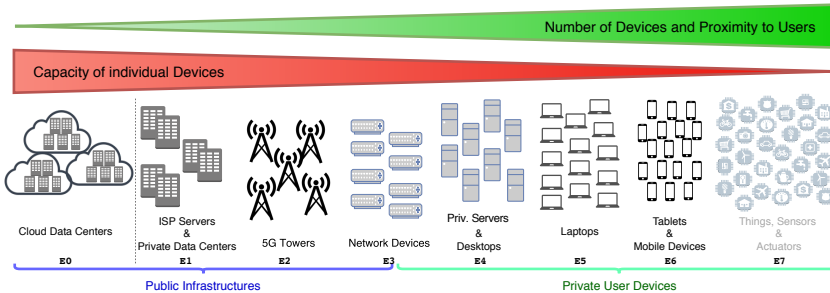 Number of Devices and Proximity to Users
Capacity of individual Devices
Cloud Data Centers
ISP Servers
&
Private Data Centers
5G Towers
Network Devices
Priv. Servers
&
Desktops
Laptops
Tablets
&
Mobile Devices
Things, Sensors
&
Actuators
E0 E1 E2 E3 E4 E5 E6 E7
Public Infrastructures
Private User Devices